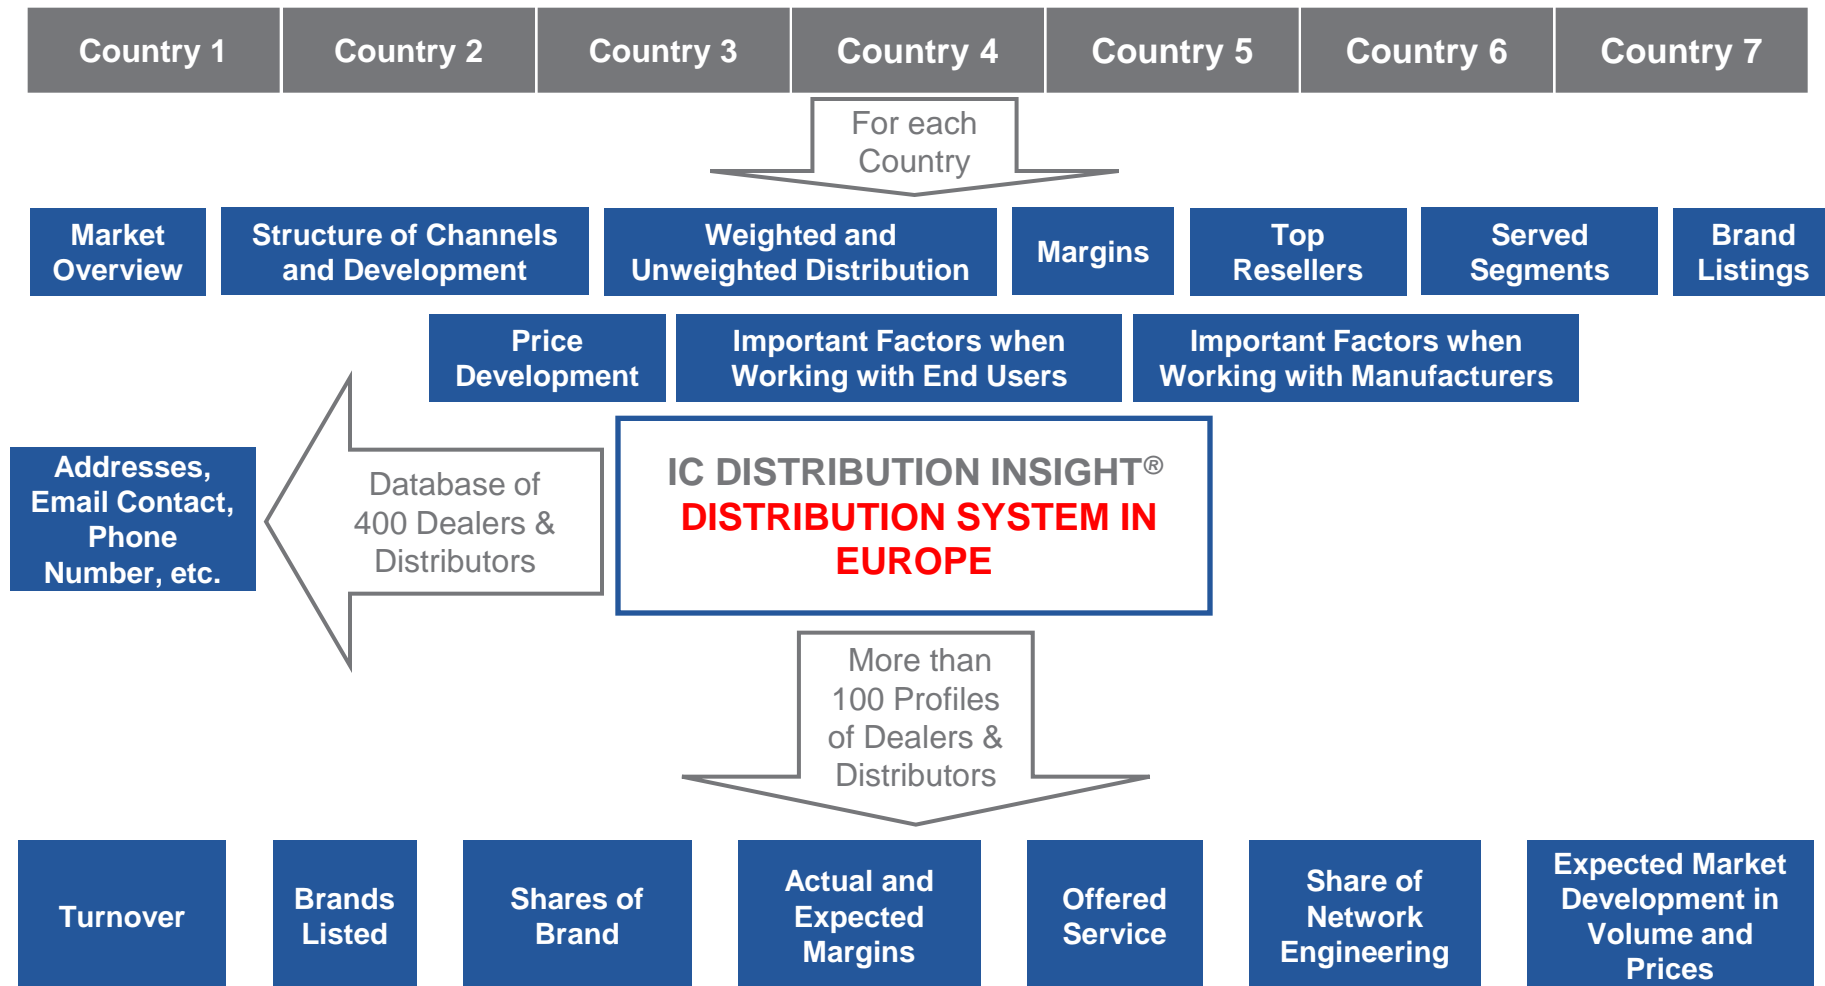 Country 1
Country 2
Country 3
Country 4
Country 5
Country 6
Country 7
For each
Country
Market
Overview
Structure of Channels
and Development
Weighted and
Unweighted Distribution
Margins
Top
Resellers
Served
Segments
Brand
Listings
Price
Development
Important Factors when
Working with End Users
Important Factors when
Working with Manufacturers
Addresses,
Email Contact,
Phone
Number, etc.
Database of
400 Dealers &
Distributors
IC DISTRIBUTION INSIGHT®
DISTRIBUTION SYSTEM IN
EUROPE
More than
100 Profiles
of Dealers &
Distributors
Turnover
Brands
Listed
Shares of
Brand
Actual and
Expected
Margins
Offered
Service
Share of
Network
Engineering
Expected Market
Development in
Volume and
Prices